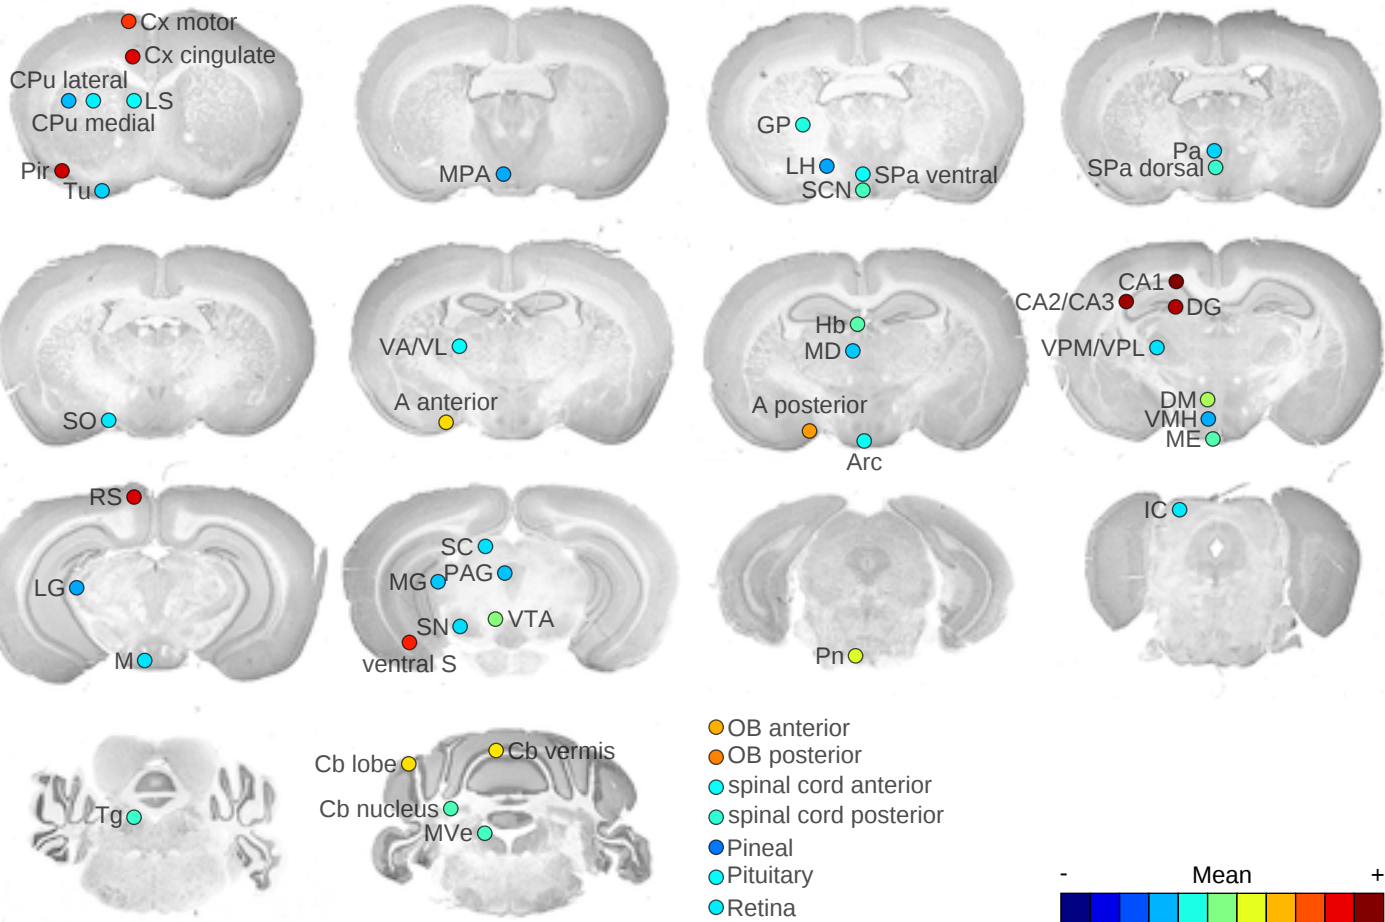 Cx motor
Cx cingulate
CPu lateral
LS
CPu medial
Pir
Tu
MPA
GP
LH
SPa ventral
SCN
Pa
SPa dorsal
SO
VA/VL
A anterior
Hb
MD
A posterior
Arc
CA1
CA2/CA3
DG
VPM/VPL
DM
VMH
ME
RS
LG
M
SC
MG
PAG
SN
VTA
ventral S
Pn
IC
Tg
Cb lobe
Cb vermis
Cb nucleus
MVe
OB anterior
OB posterior
spinal cord anterior
spinal cord posterior
Pineal
Pituitary
Retina
- Mean +